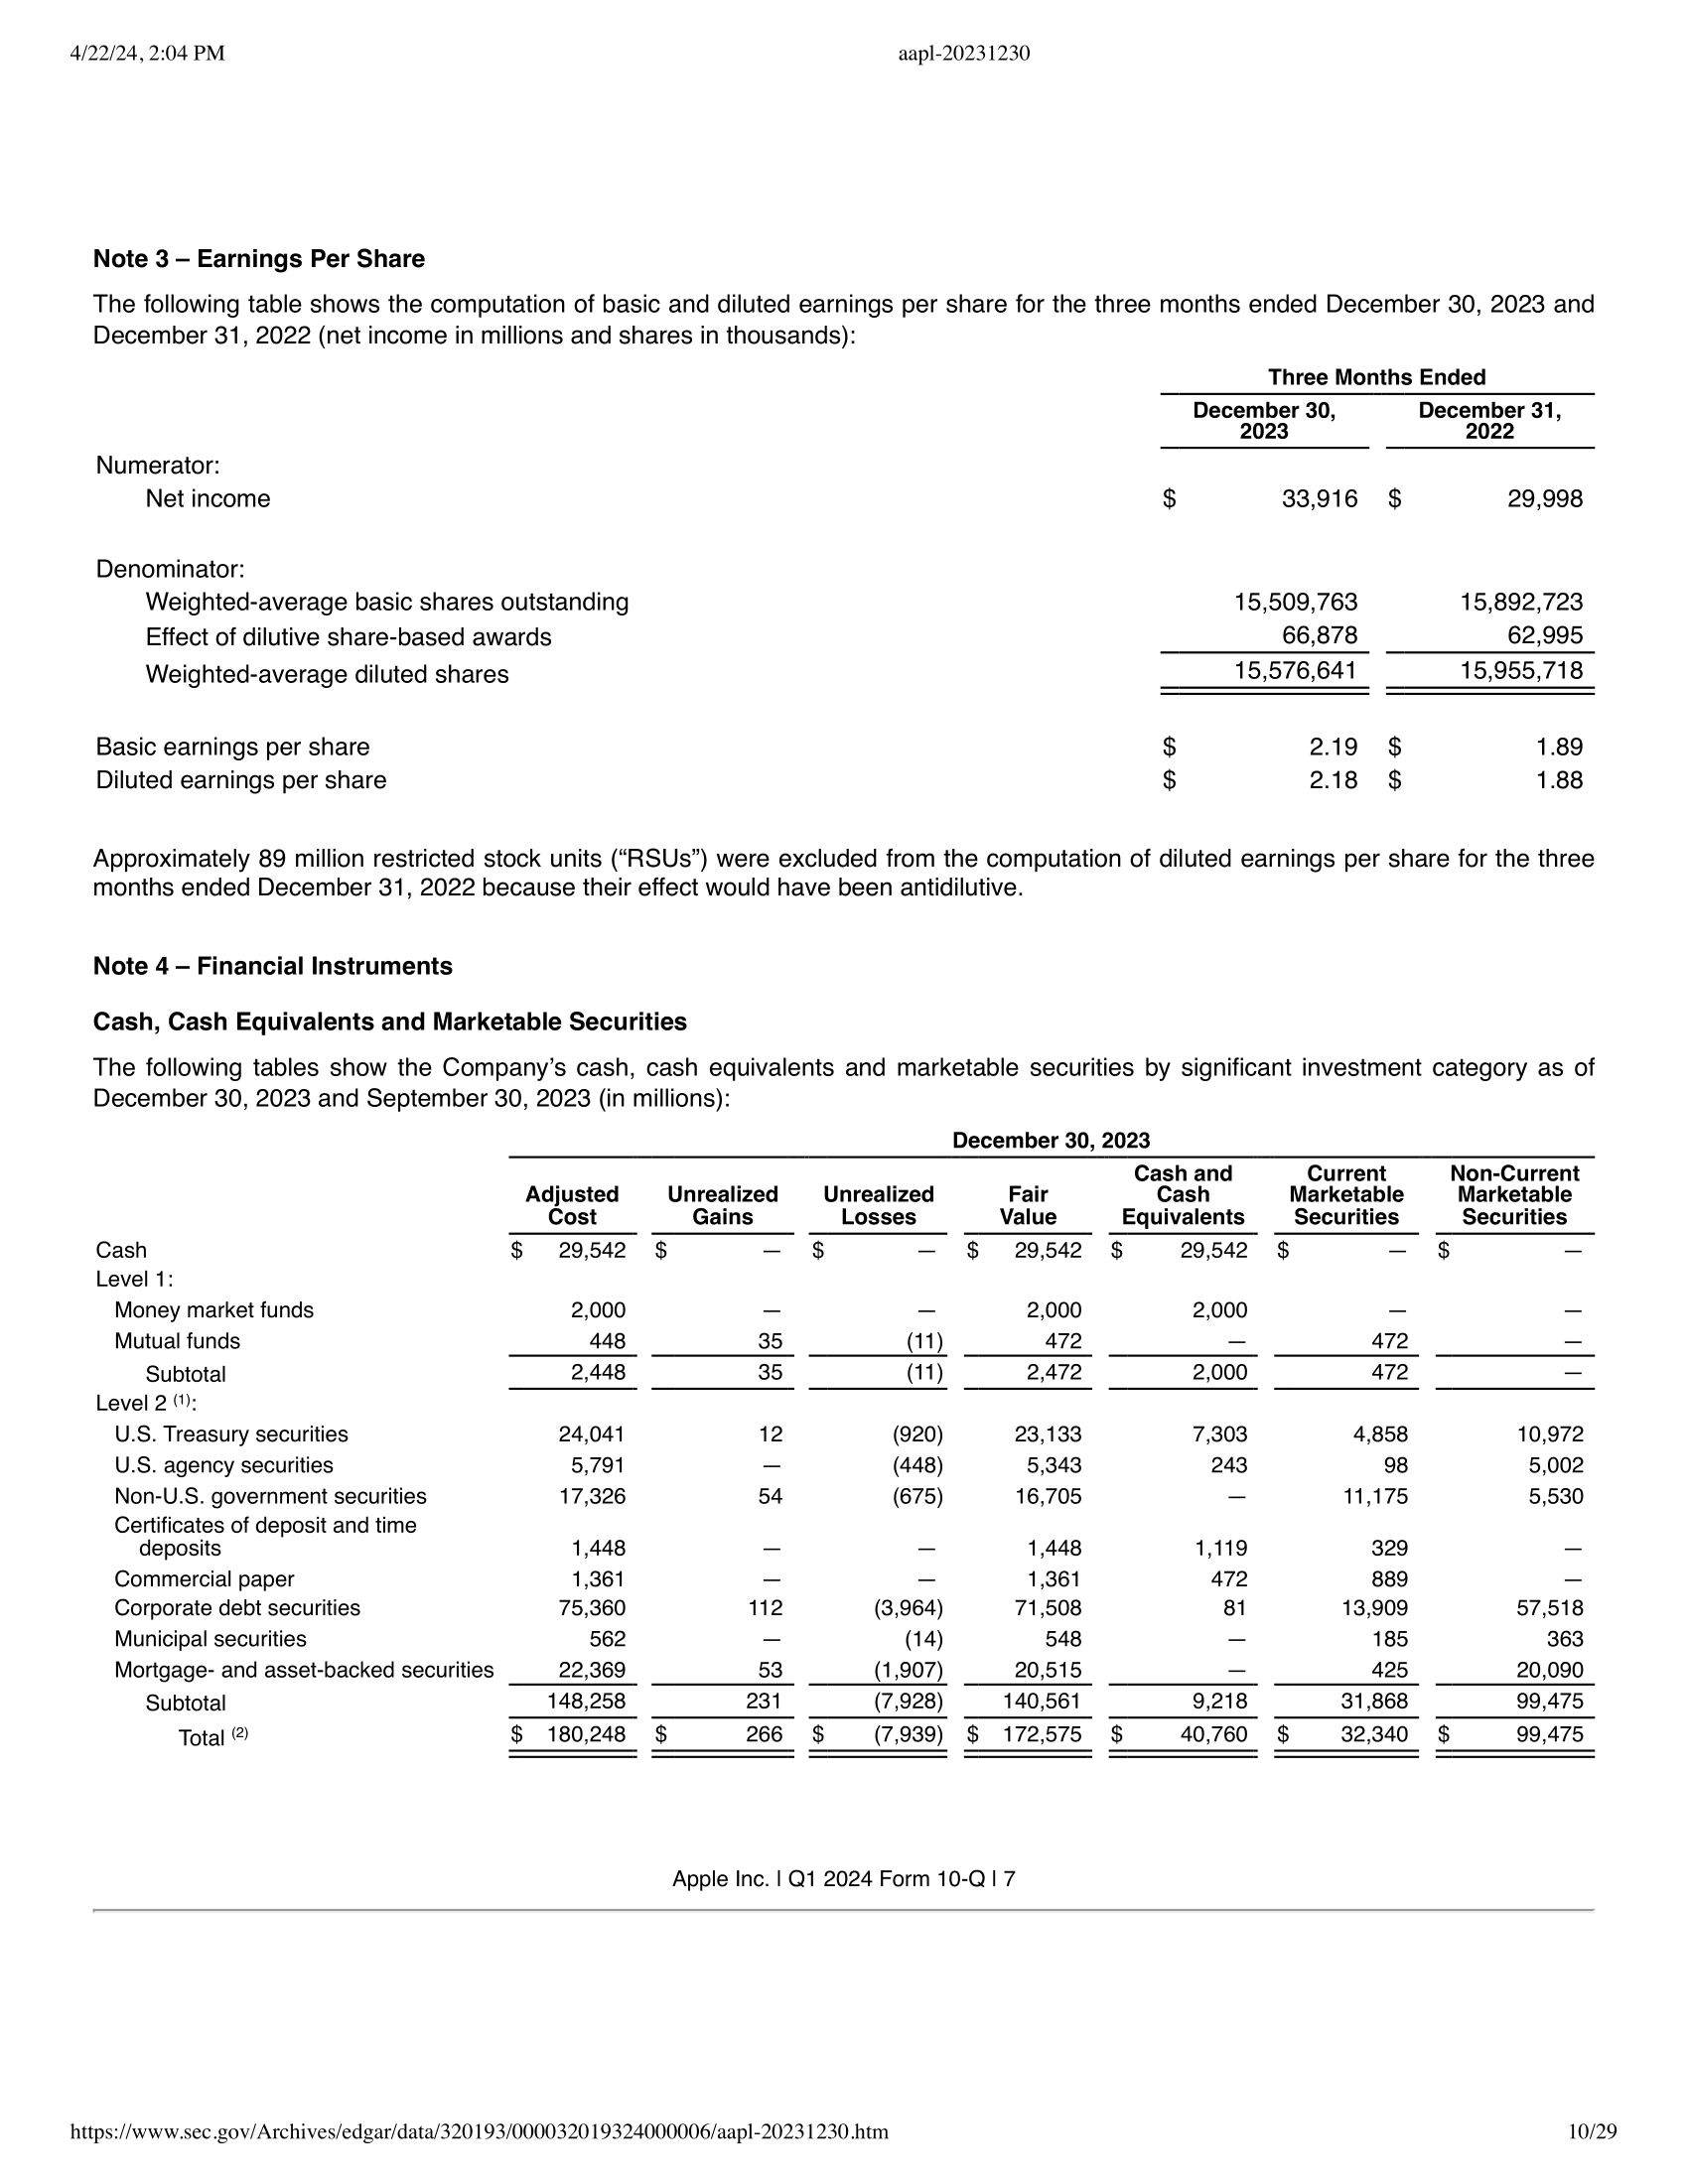 4/22/24, 2:04 PM aapl-20231230
Note 3 – Earnings Per Share
The following table shows the computation of basic and diluted earnings per share for the three months ended December 30, 2023 and
December 31, 2022 (net income in millions and shares in thousands):
Three Months Ended
December 30, December 31,
2023 2022
Numerator:
Net income $ 33,916 $ 29,998
Denominator:
Weighted-average basic shares outstanding 15,509,763 15,892,723
Effect of dilutive share-based awards 66,878 62,995
Weighted-average diluted shares 15,576,641 15,955,718
Basic earnings per share $ 2.19 $ 1.89
Diluted earnings per share $ 2.18 $ 1.88
Approximately 89 million restricted stock units (“RSUs”) were excluded from the computation of diluted earnings per share for the three
months ended December 31, 2022 because their effect would have been antidilutive.
Note 4 – Financial Instruments
Cash, Cash Equivalents and Marketable Securities
The following tables show the Company’s cash, cash equivalents and marketable securities by significant investment category as of
December 30, 2023 and September 30, 2023 (in millions):
December 30, 2023
Cash and Current Non-Current
Adjusted Unrealized Unrealized Fair Cash Marketable Marketable
Cost Gains Losses Value Equivalents Securities Securities
Cash $ 29,542 $ — $ — $ 29,542 $ 29,542 $ — $ —
Level 1:
Money market funds 2,000 — — 2,000 2,000 — —
Mutual funds 448 35 (11) 472 — 472 —
Subtotal 2,448 35 (11) 2,472 2,000 472 —
Level 2 (1):
U.S. Treasury securities 24,041 12 (920) 23,133 7,303 4,858 10,972
U.S. agency securities 5,791 — (448) 5,343 243 98 5,002
Non-U.S. government securities 17,326 54 (675) 16,705 — 11,175 5,530
Certificates of deposit and time
deposits 1,448 — — 1,448 1,119 329 —
Commercial paper 1,361 — — 1,361 472 889 —
Corporate debt securities 75,360 112 (3,964) 71,508 81 13,909 57,518
Municipal securities 562 — (14) 548 — 185 363
Mortgage- and asset-backed securities 22,369 53 (1,907) 20,515 — 425 20,090
Subtotal 148,258 231 (7,928) 140,561 9,218 31,868 99,475
Total (2) $ 180,248 $ 266 $ (7,939) $ 172,575 $ 40,760 $ 32,340 $ 99,475
Apple Inc. | Q1 2024 Form 10-Q | 7
https://www.sec.gov/Archives/edgar/data/320193/000032019324000006/aapl-20231230.htm 10/29